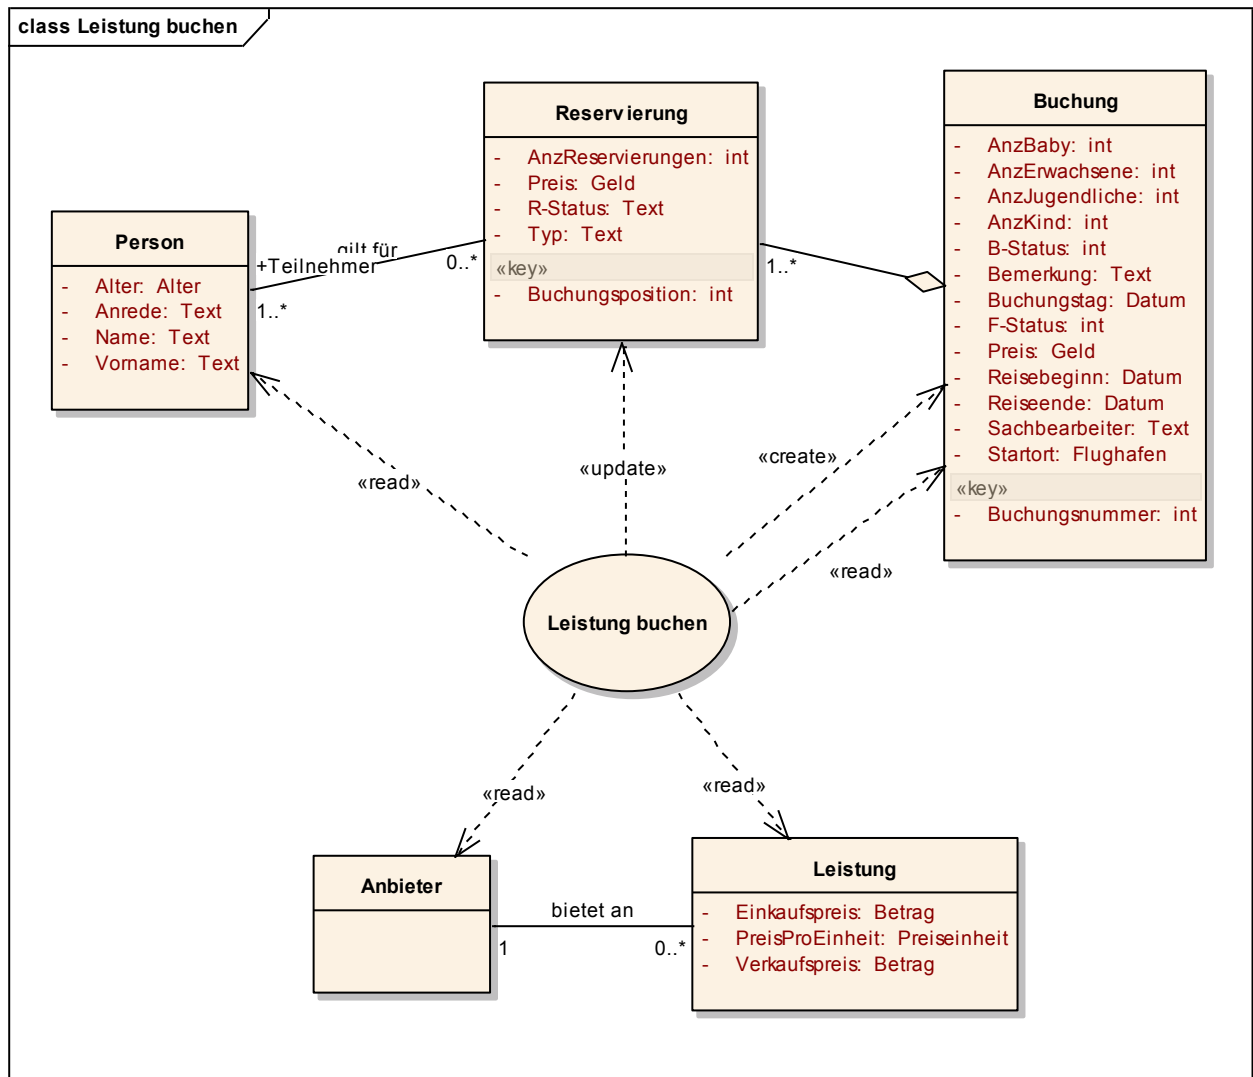 class Leistung buchen
Reservierung
- AnzReservierungen: int
- Preis: Geld
- R-Status: Text
- Typ: Text
«key»
- Buchungsposition: int
Buchung
- AnzBaby: int
- AnzErwachsene: int
- AnzJugendliche: int
- AnzKind: int
- B-Status: int
- Bemerkung: Text
- Buchungstag: Datum
- F-Status: int
- Preis: Geld
- Reisebeginn: Datum
- Reiseende: Datum
- Sachbearbeiter: Text
- Startort: Flughafen
«key»
- Buchungsnummer: int
Person
- Alter: Alter
- Anrede: Text
- Name: Text
- Vorname: Text
gilt für
+Teilnehmer
1..*
0..*
1..*
«read»
«update»
«create»
«read»
Leistung buchen
«read»
«read»
Anbieter
bietet an
1
0..*
Leistung
- Einkaufspreis: Betrag
- PreisProEinheit: Preiseinheit
- Verkaufspreis: Betrag